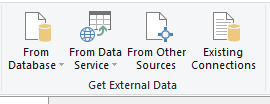 From Database
From Data Service
From Other Sources
Existing Connections
Get External Data